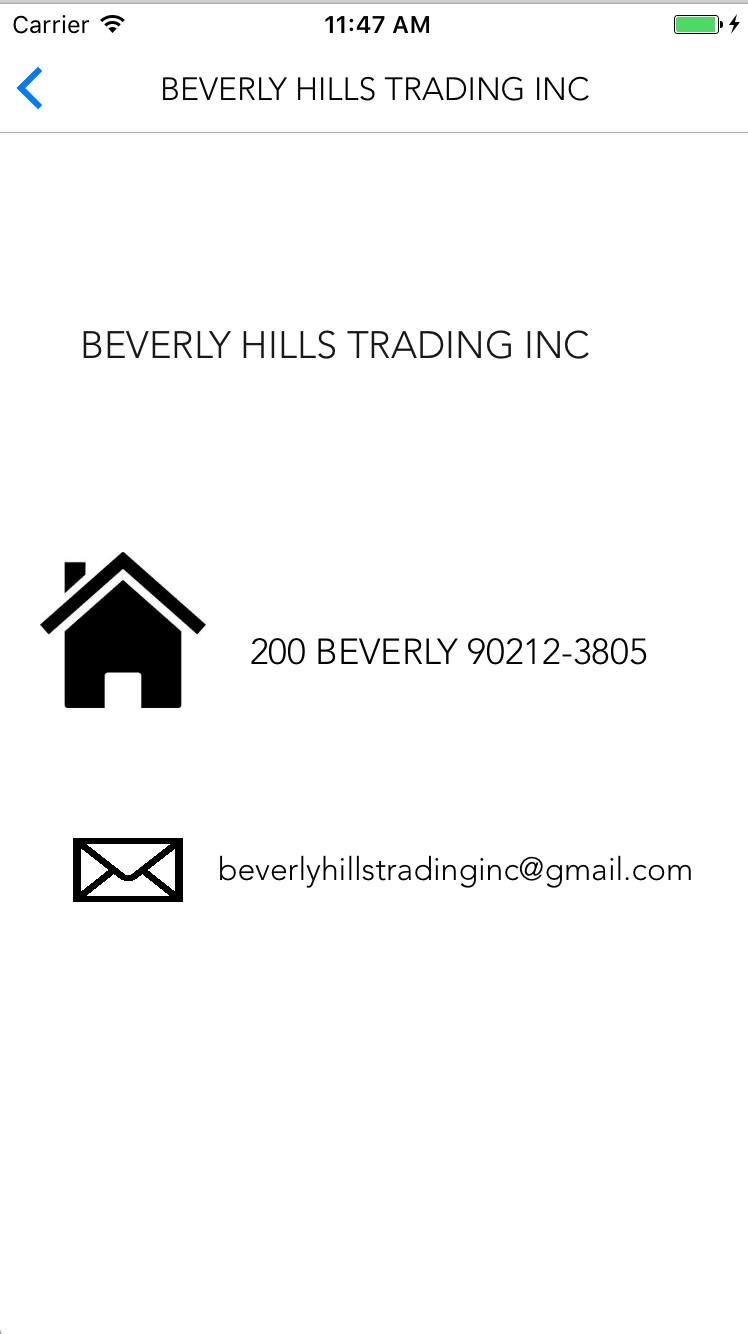 Carrier 11:47 AM
BEVERLY HILLS TRADING INC
BEVERLY HILLS TRADING INC
200 BEVERLY 90212-3805
beverlyhillstradinginc@gmail.com